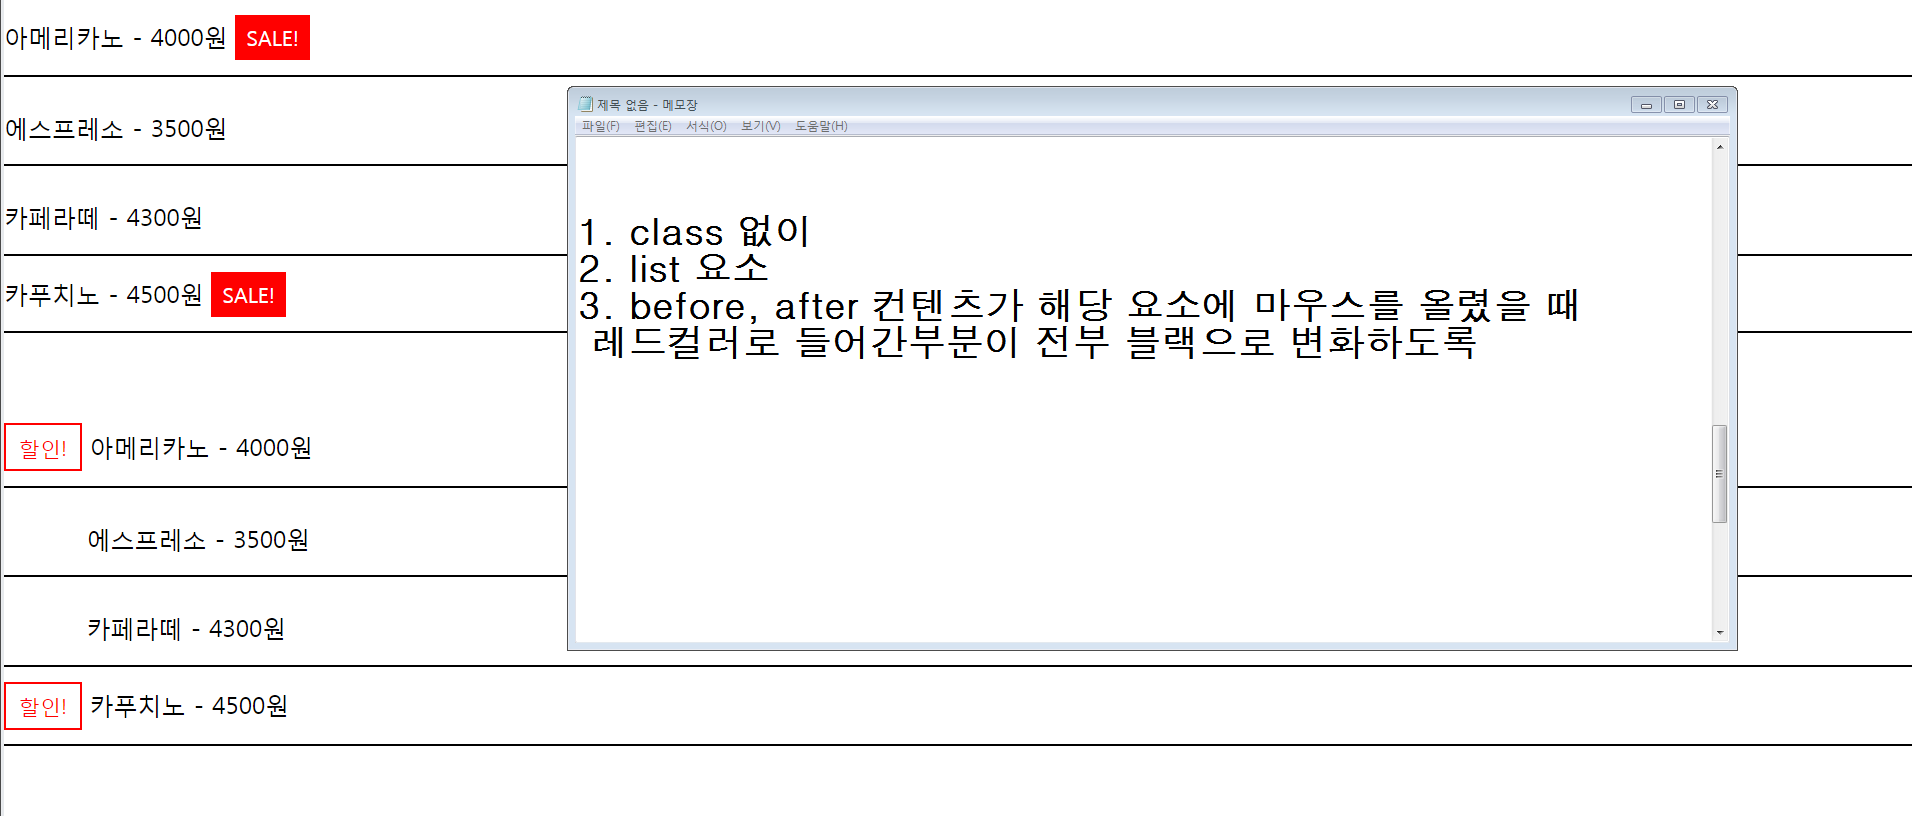 아메리카노 - 4000원 SALE!
에스프레소 - 3500원
카페라떼 - 4300원
카푸치노 - 4500원 SALE!
할인! 아메리카노 - 4000원
에스프레소 - 3500원
카페라떼 - 4300원
할인! 카푸치노 - 4500원
제목 없음 - 메모장
파일(F) 편집(E) 서식(O) 보기(V) 도움말(H)
1. class 없이
2. list 요소
3. before, after 컨텐츠가 해당 요소에 마우스를 올렸을 때
레드컬러로 들어간부분이 전부 블랙으로 변화하도록